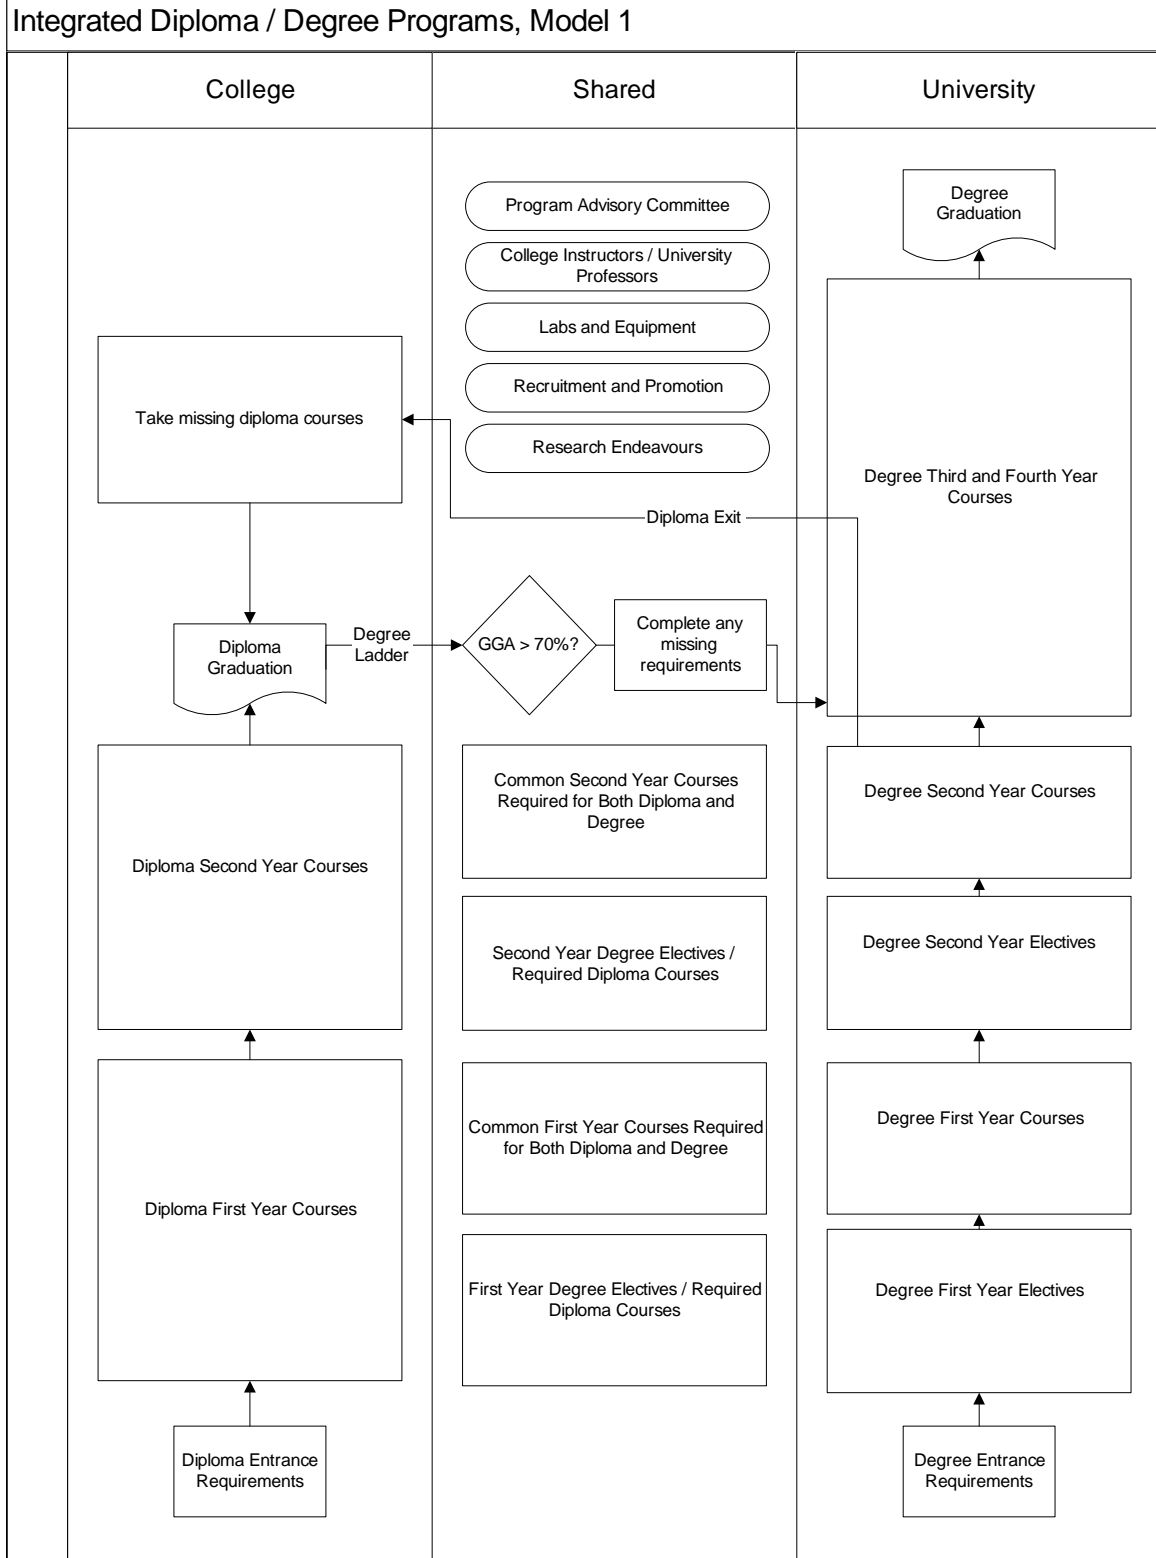 Integrated Diploma / Degree Programs, Model 1
College
Shared
University
Program Advisory Committee
College Instructors / University
Professors
Labs and Equipment
Recruitment and Promotion
Research Endeavours
Degree
Graduation
Take missing diploma courses
Degree Third and Fourth Year
Courses
Diploma Exit
Diploma
Graduation
Degree
Ladder
GGA > 70%?
Complete any
missing
requirements
Diploma Second Year Courses
Common Second Year Courses
Required for Both Diploma and
Degree
Degree Second Year Courses
Second Year Degree Electives /
Required Diploma Courses
Degree Second Year Electives
Diploma First Year Courses
Common First Year Courses Required
for Both Diploma and Degree
Degree First Year Courses
First Year Degree Electives / Required
Diploma Courses
Degree First Year Electives
Diploma Entrance
Requirements
Degree Entrance
Requirements